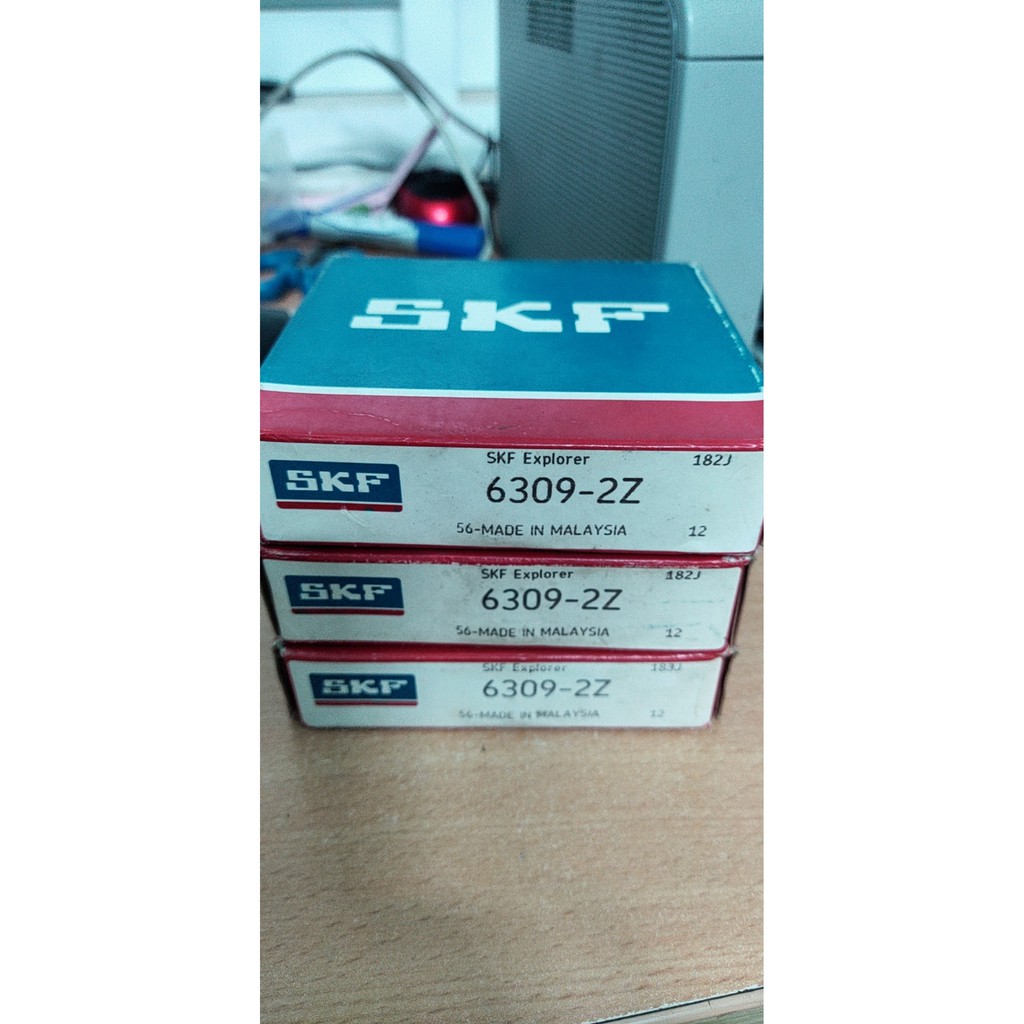 SKF
SKF Explorer 182J
SKF 6309-2Z
56-MADE IN MALAYSIA 12
SKF Explorer 182J
SKF 6309-2Z
56-MADE IN MALAYSIA 12
SKF Explorer 183J
SKF 6309-2Z
56-MADE IN MALAYSIA 12